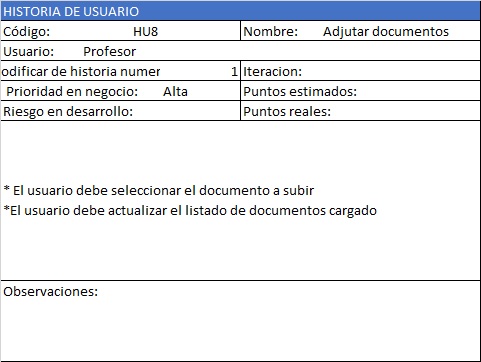 HISTORIA DE USUARIO
Código: HU8 Nombre: Adjutar documentos
Usuario: Profesor
odificar de historia numer 1 Iteracion:
Prioridad en negocio: Alta Puntos estimados:
Riesgo en desarrollo: Puntos reales:
* El usuario debe seleccionar el documento a subir
*El usuario debe actualizar el listado de documentos cargado
Observaciones: